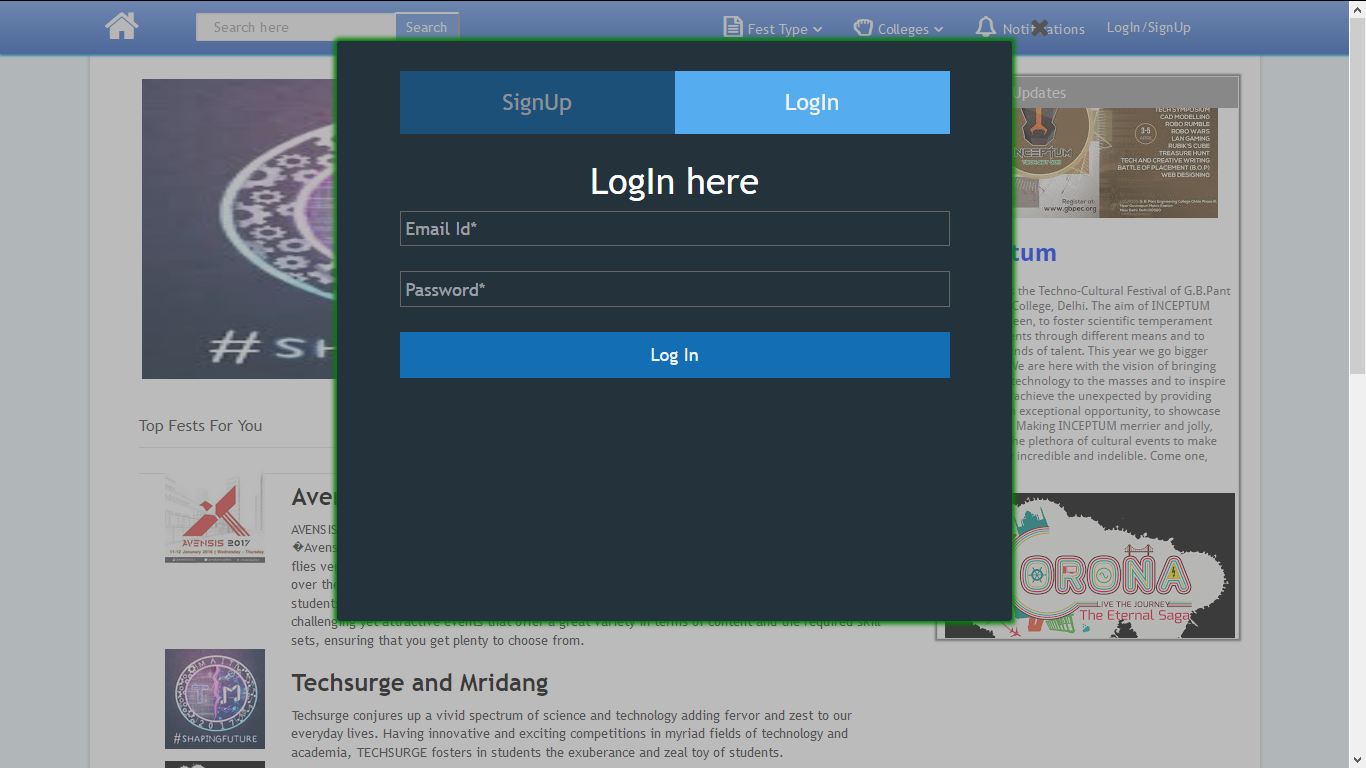 Search here
Search
Fest Type
Colleges
LogIn/SignUp
SignUp
LogIn
LogIn here
Email Id*
Password*
Log In
Updates
TECH SYMPOSIUM
CAD MODELLING
ROBO RUMBLE
ROBO WARS
3-5
LAN GAMING
RUBIK'S CUBE
TREASURE HUNT
TECH AND CREATIVE WRITING
BATTLE OF PLACEMENT (B.O.P)
WEB DESIGNING
Register at:
www.gbpec.org
tum
the Techno-Cultural Festival of G.B.Pant
College, Delhi. The aim of INCEPTUM
een, to foster scientific temperament
nts through different means and to
nds of talent. This year we go bigger
We are here with the vision of bringing
technology to the masses and to inspire
achieve the unexpected by providing
exceptional opportunity, to showcase
Making INCEPTUM merrier and jolly,
plethora of cultural events to make
incredible and indelible. Come one,
ORONA
LIVE THE JOURNEY
The Eternal Saga
# SH
Top Fests For You
AVENSIS 2017
Ave
AVENSIS
�Avens
flies ve
over the
student
challenging yet attractive events that offer a great variety in terms of content and the required skill
sets, ensuring that you get plenty to choose from.
TM
2017
#SHAPINGFUTURE
Techsurge and Mridang
Techsurge conjures up a vivid spectrum of science and technology adding fervor and zest to our
everyday lives. Having innovative and exciting competitions in myriad fields of technology and
academia, TECHSURGE fosters in students the exuberance and zeal toy of students.